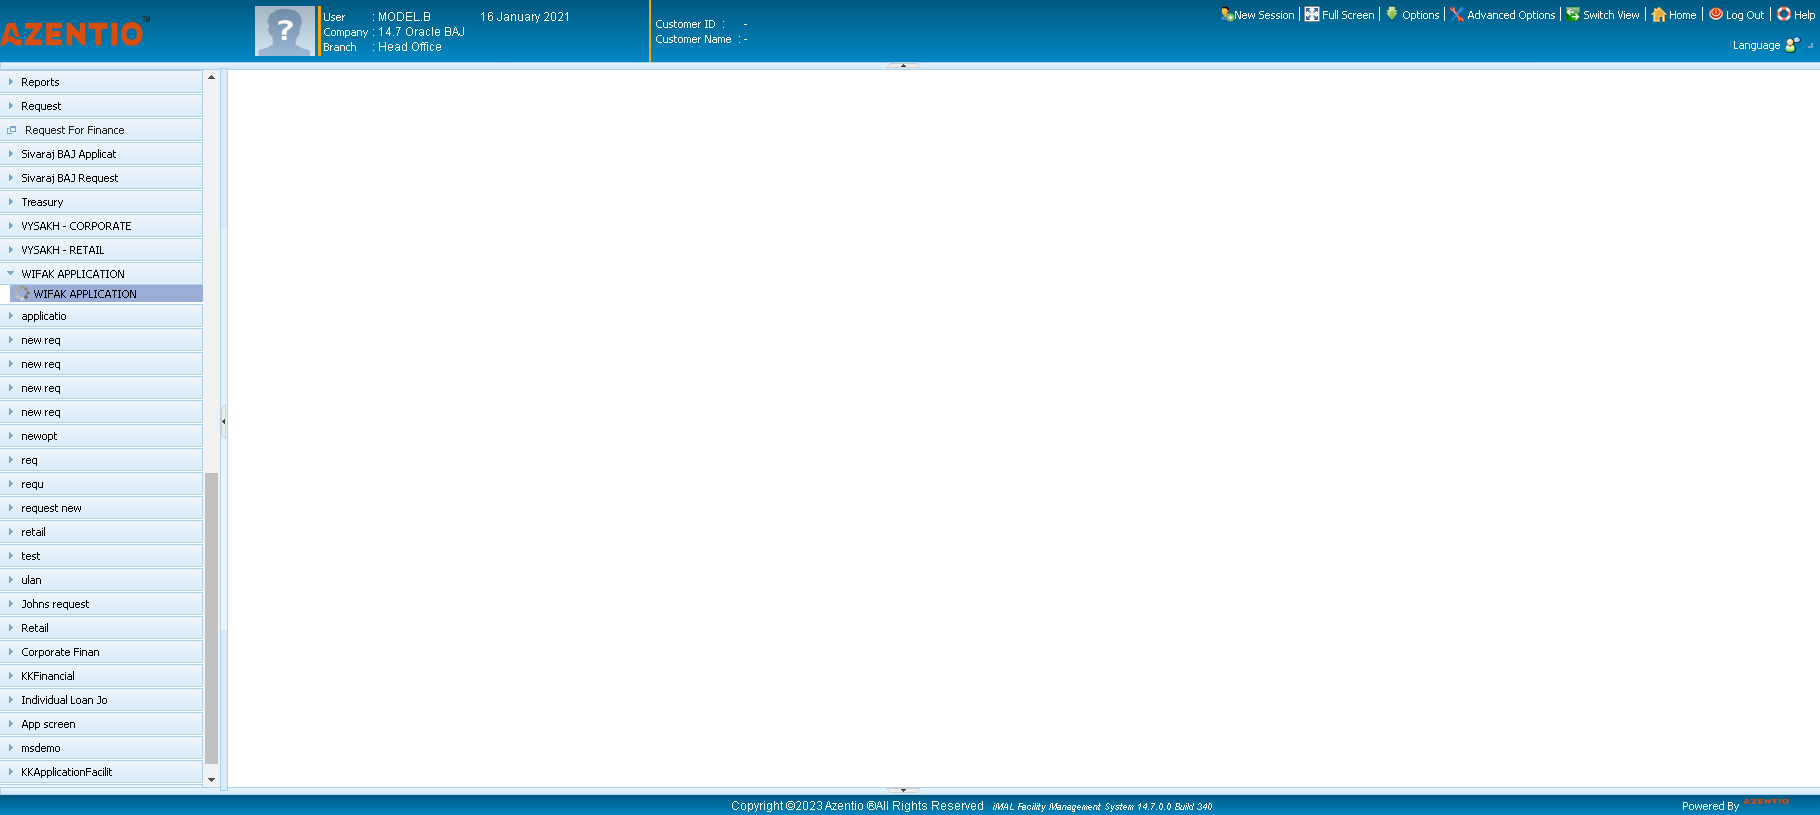 AZENTIO™
User : MODEL.B 16 January 2021
Company : 14.7 Oracle BAJ
Branch : Head Office
Customer ID : -
Customer Name : -
New Session | Full Screen | Options | Advanced Options | Switch View | Home | Log Out | Help
Language
Reports
Request
Request For Finance
Sivaraj BAJ Applicat
Sivaraj BAJ Request
Treasury
VYSAKH - CORPORATE
VYSAKH - RETAIL
WIFAK APPLICATION
WIFAK APPLICATION
applicatio
new req
new req
new req
new req
newopt
req
requ
request new
retail
test
ulan
Johns request
Retail
Corporate Finan
KKFinancial
Individual Loan Jo
App screen
msdemo
KKApplicationFacilit
Copyright ©2023 Azentio ®All Rights Reserved iMAL Facility Management System 14.7.0.0 Build 340
Powered By AZENTIO